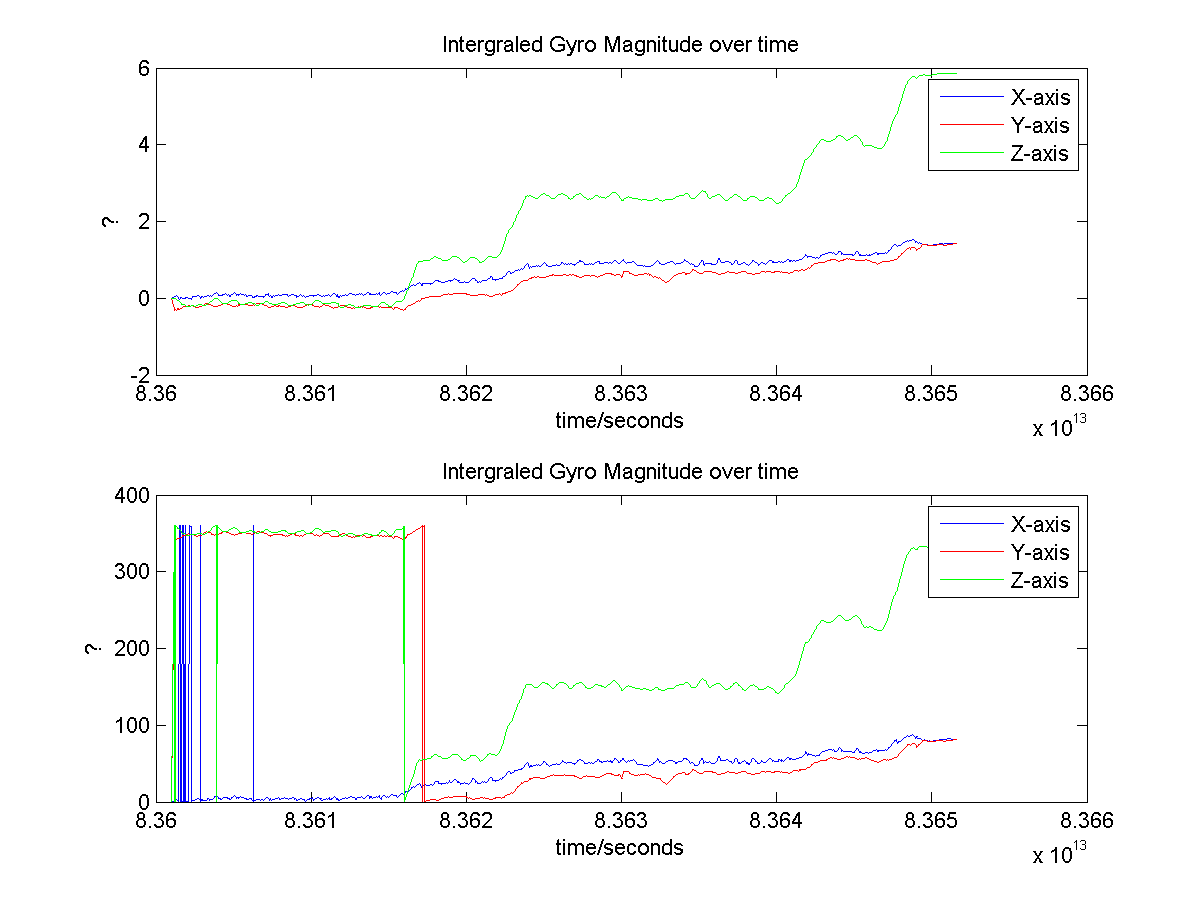 Intergraled Gyro Magnitude over time
6
4
2
0
-2
?
X-axis
Y-axis
Z-axis
8.36 8.361 8.362 8.363 8.364 8.365 8.366
time/seconds
x 10^13
Intergraled Gyro Magnitude over time
400
300
200
100
0
?
X-axis
Y-axis
Z-axis
8.36 8.361 8.362 8.363 8.364 8.365 8.366
time/seconds
x 10^13